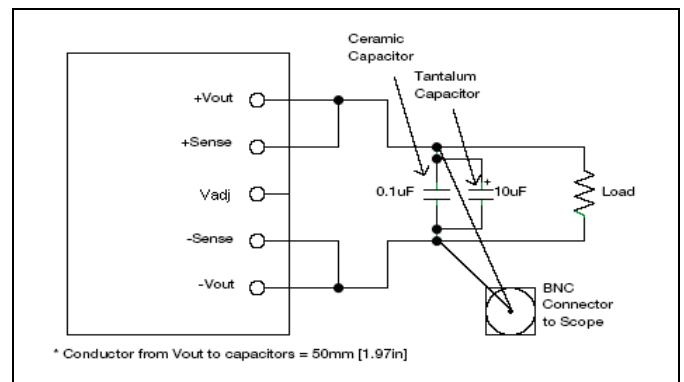 Ceramic
Capacitor
Tantalum
Capacitor
+Vout
+Sense
Vadj
-Sense
-Vout
0.1uF
+
10uF
Load
BNC
Connector
to Scope
* Conductor from Vout to capacitors = 50mm [1.97in]